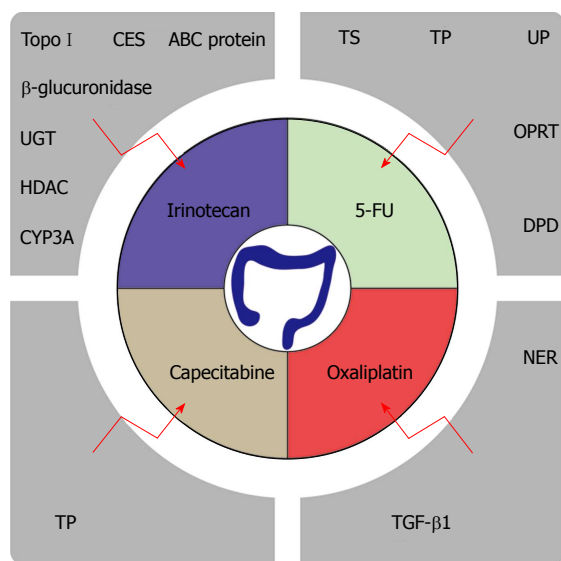 Topo I CES ABC protein
β-glucuronidase
UGT
HDAC
CYP3A
TS TP UP
OPRT
DPD
Irinotecan
5-FU
Capecitabine
Oxaliplatin
TP
NER
TGF-β1